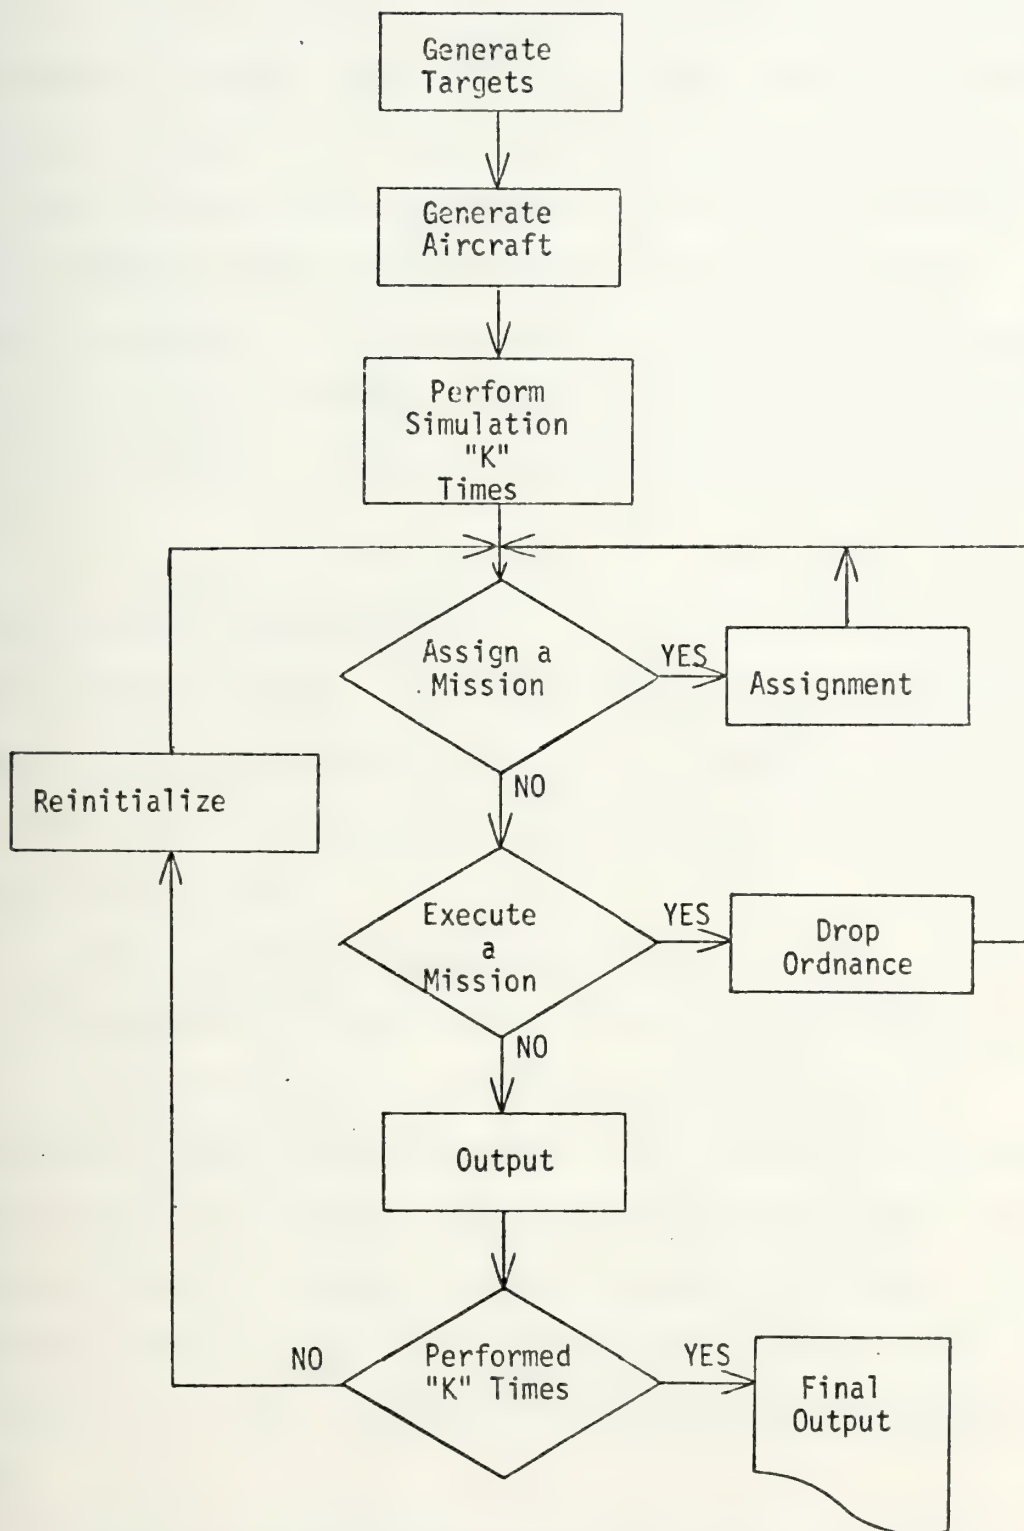 Generate
Targets
Generate
Aircraft
Perform
Simulation
"K"
Times
Assign a
Mission
YES
Assignment
NO
Reinitialize
Execute
a
Mission
YES
Drop
Ordnance
NO
Output
NO
Performed
"K" Times
YES
Final
Output